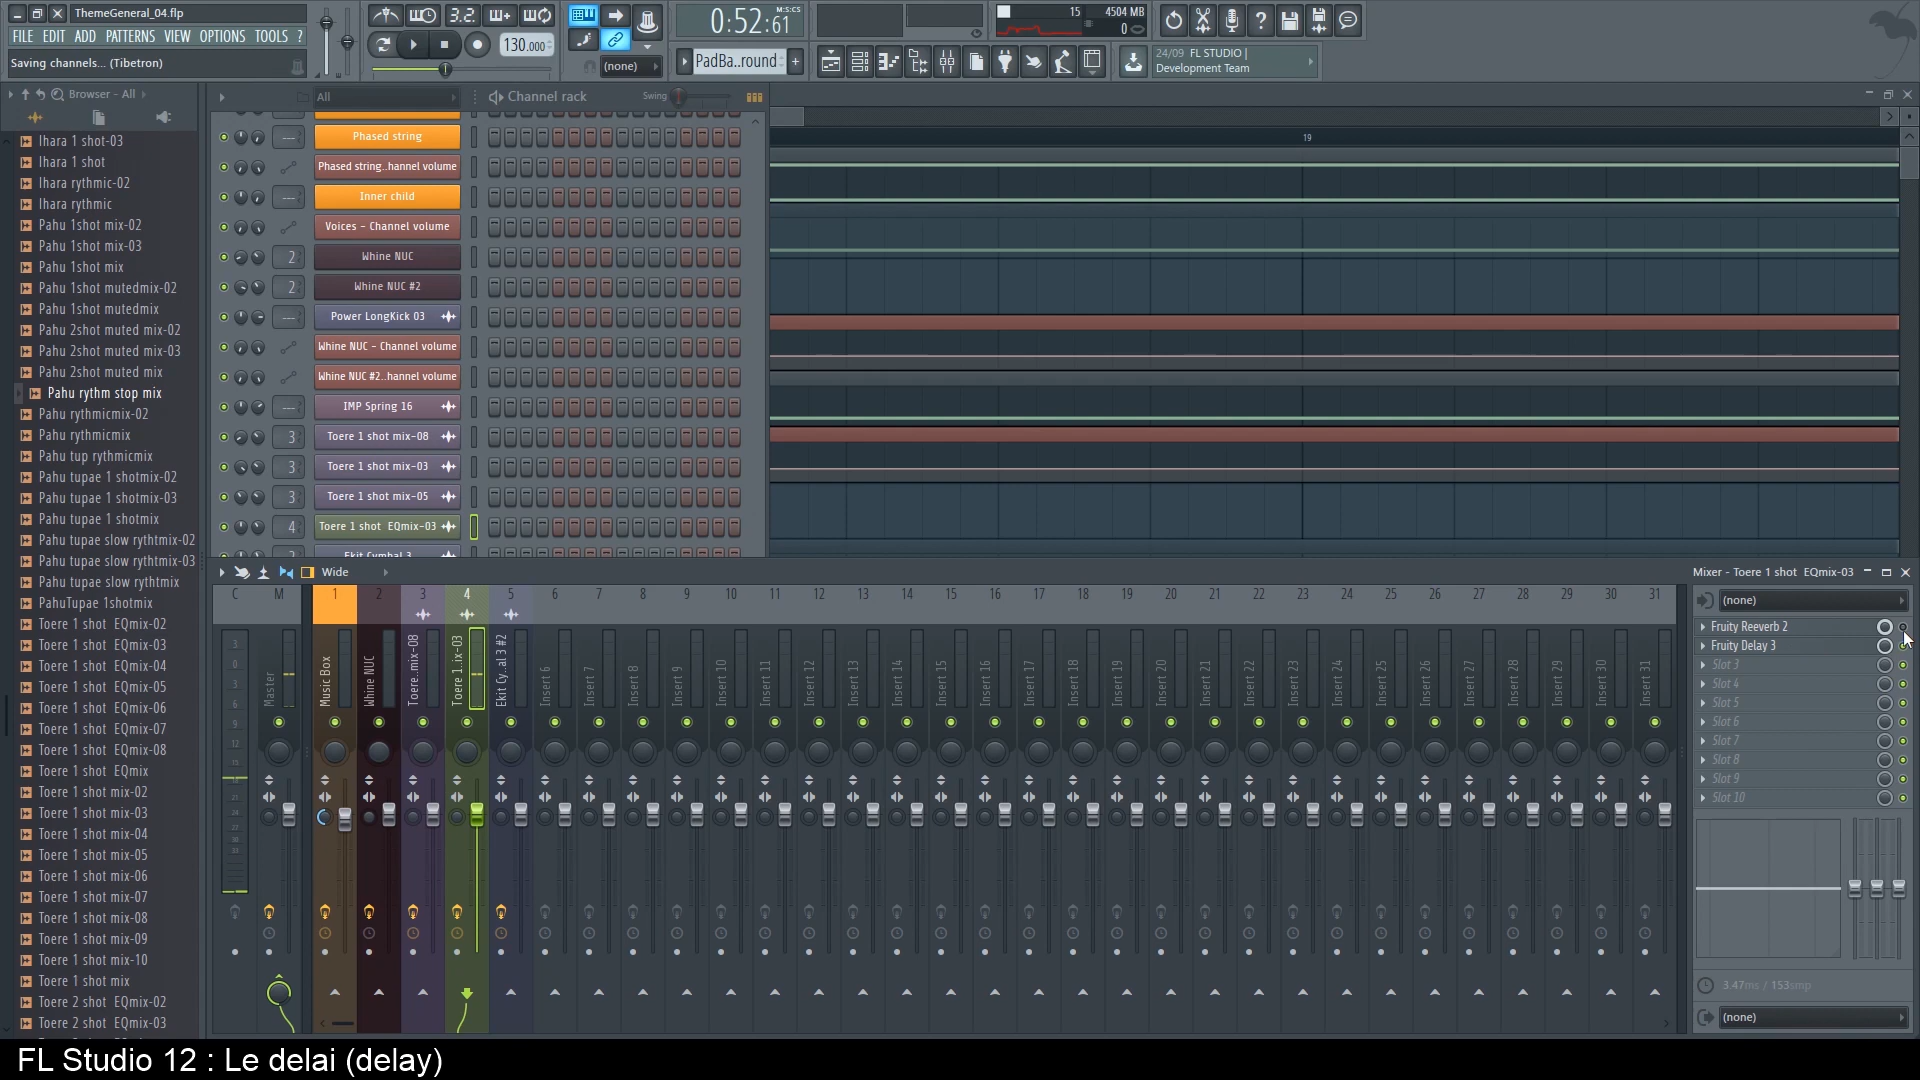 ThemeGeneral_04.flp
FILE EDIT ADD PATTERNS VIEW OPTIONS TOOLS ?
Saving channels... (Tibetron)
3.2.
130.000
(none)
0:52:61
M:S:CS
PadBa..round
15
4504 MB
0
24/09 FL STUDIO |
Development Team
Browser - All
Ihara 1 shot-03
Ihara 1 shot
Ihara rythmic-02
Ihara rythmic
Pahu 1shot mix-02
Pahu 1shot mix-03
Pahu 1shot mix
Pahu 1shot mutedmix-02
Pahu 1shot mutedmix
Pahu 2shot muted mix-02
Pahu 2shot muted mix-03
Pahu 2shot muted mix
Pahu rythm stop mix
Pahu rythmicmix-02
Pahu rythmicmix
Pahu tup rythmicmix
Pahu tupae 1 shotmix-02
Pahu tupae 1 shotmix-03
Pahu tupae 1 shotmix
Pahu tupae slow rythtmix-02
Pahu tupae slow rythtmix-03
Pahu tupae slow rythtmix
PahuTupae 1shotmix
Toere 1 shot EQmix-02
Toere 1 shot EQmix-03
Toere 1 shot EQmix-04
Toere 1 shot EQmix-05
Toere 1 shot EQmix-06
Toere 1 shot EQmix-07
Toere 1 shot EQmix-08
Toere 1 shot EQmix
Toere 1 shot mix-02
Toere 1 shot mix-03
Toere 1 shot mix-04
Toere 1 shot mix-05
Toere 1 shot mix-06
Toere 1 shot mix-07
Toere 1 shot mix-08
Toere 1 shot mix-09
Toere 1 shot mix-10
Toere 1 shot mix
Toere 2 shot EQmix-02
Toere 2 shot EQmix-03
All
Channel rack
Swing
--- Phased string
Phased string..hannel volume
--- Inner child
Voices - Channel volume
2 Whine NUC
2 Whine NUC #2
--- Power LongKick 03
Whine NUC - Channel volume
Whine NUC #2..hannel volume
--- IMP Spring 16
3 Toere 1 shot mix-08
3 Toere 1 shot mix-03
3 Toere 1 shot mix-05
4 Toere 1 shot EQmix-03
Ekit Cymbal 3
19
Wide
Mixer - Toere 1 shot EQmix-03
C M 1 2 3 4 5 6 7 8 9 10 11 12 13 14 15 16 17 18 19 20 21 22 23 24 25 26 27 28 29 30 31
Master
Music Box
Whine NUC
Toere..mix-08
Toere 1..ix-03
Ekit Cy..al 3 #2
Insert 6
Insert 7
Insert 8
Insert 9
Insert 10
Insert 11
Insert 12
Insert 13
Insert 14
Insert 15
Insert 16
Insert 17
Insert 18
Insert 19
Insert 20
Insert 21
Insert 22
Insert 23
Insert 24
Insert 25
Insert 26
Insert 27
Insert 28
Insert 29
Insert 30
Insert 31
3
0
3
6
9
12
15
21
24
27
30
33
(none)
Fruity Reeverb 2
Fruity Delay 3
Slot 3
Slot 4
Slot 5
Slot 6
Slot 7
Slot 8
Slot 9
Slot 10
3.47ms / 153smp
(none)
FL Studio 12 : Le delai (delay)